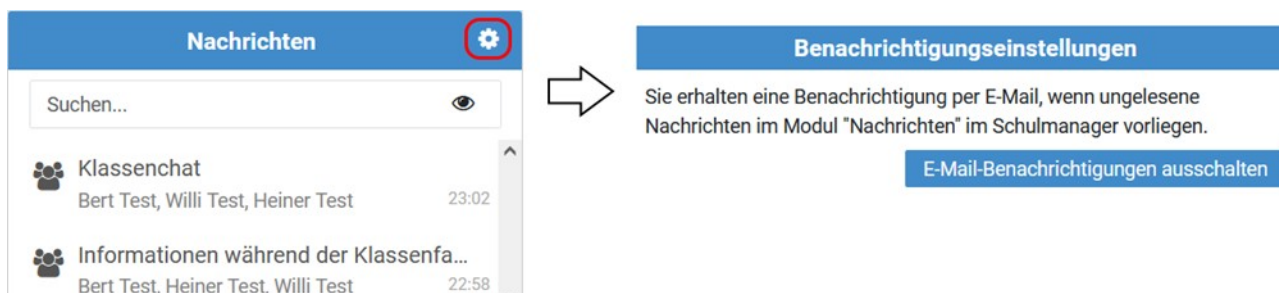 Nachrichten
Suchen...
Klassenchat
Bert Test, Willi Test, Heiner Test 23:02
Informationen während der Klassenfa...
Bert Test, Heiner Test, Willi Test 22:58
Benachrichtigungseinstellungen
Sie erhalten eine Benachrichtigung per E-Mail, wenn ungelesene
Nachrichten im Modul "Nachrichten" im Schulmanager vorliegen.
E-Mail-Benachrichtigungen ausschalten